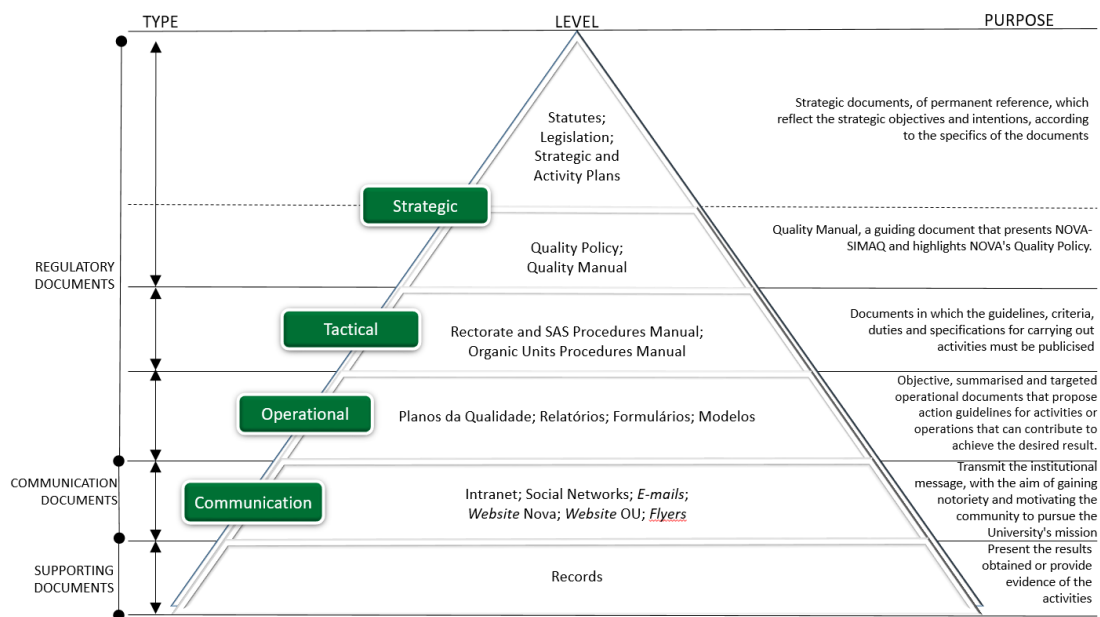 TYPE
LEVEL
PURPOSE
Statutes;
Legislation;
Strategic and
Activity Plans
Strategic documents, of permanent reference, which
reflect the strategic objectives and intentions, according
to the specifics of the documents
Strategic
Quality Policy;
Quality Manual
Quality Manual, a guiding document that presents NOVA-
SIMAQ and highlights NOVA's Quality Policy.
REGULATORY
DOCUMENTS
Tactical
Rectorate and SAS Procedures Manual;
Organic Units Procedures Manual
Documents in which the guidelines, criteria,
duties and specifications for carrying out
activities must be publicised
Operational
Planos da Qualidade; Relatórios; Formulários; Modelos
Objective, summarised and targeted
operational documents that propose
action guidelines for activities or
operations that can contribute to
achieve the desired result.
COMMUNICATION
DOCUMENTS
Communication
Intranet; Social Networks; E-mails;
Website Nova; Website OU; Flyers
Transmit the institutional
message, with the aim of gaining
notoriety and motivating the
community to pursue the
University's mission
SUPPORTING
DOCUMENTS
Records
Present the results
obtained or provide
evidence of the
activities